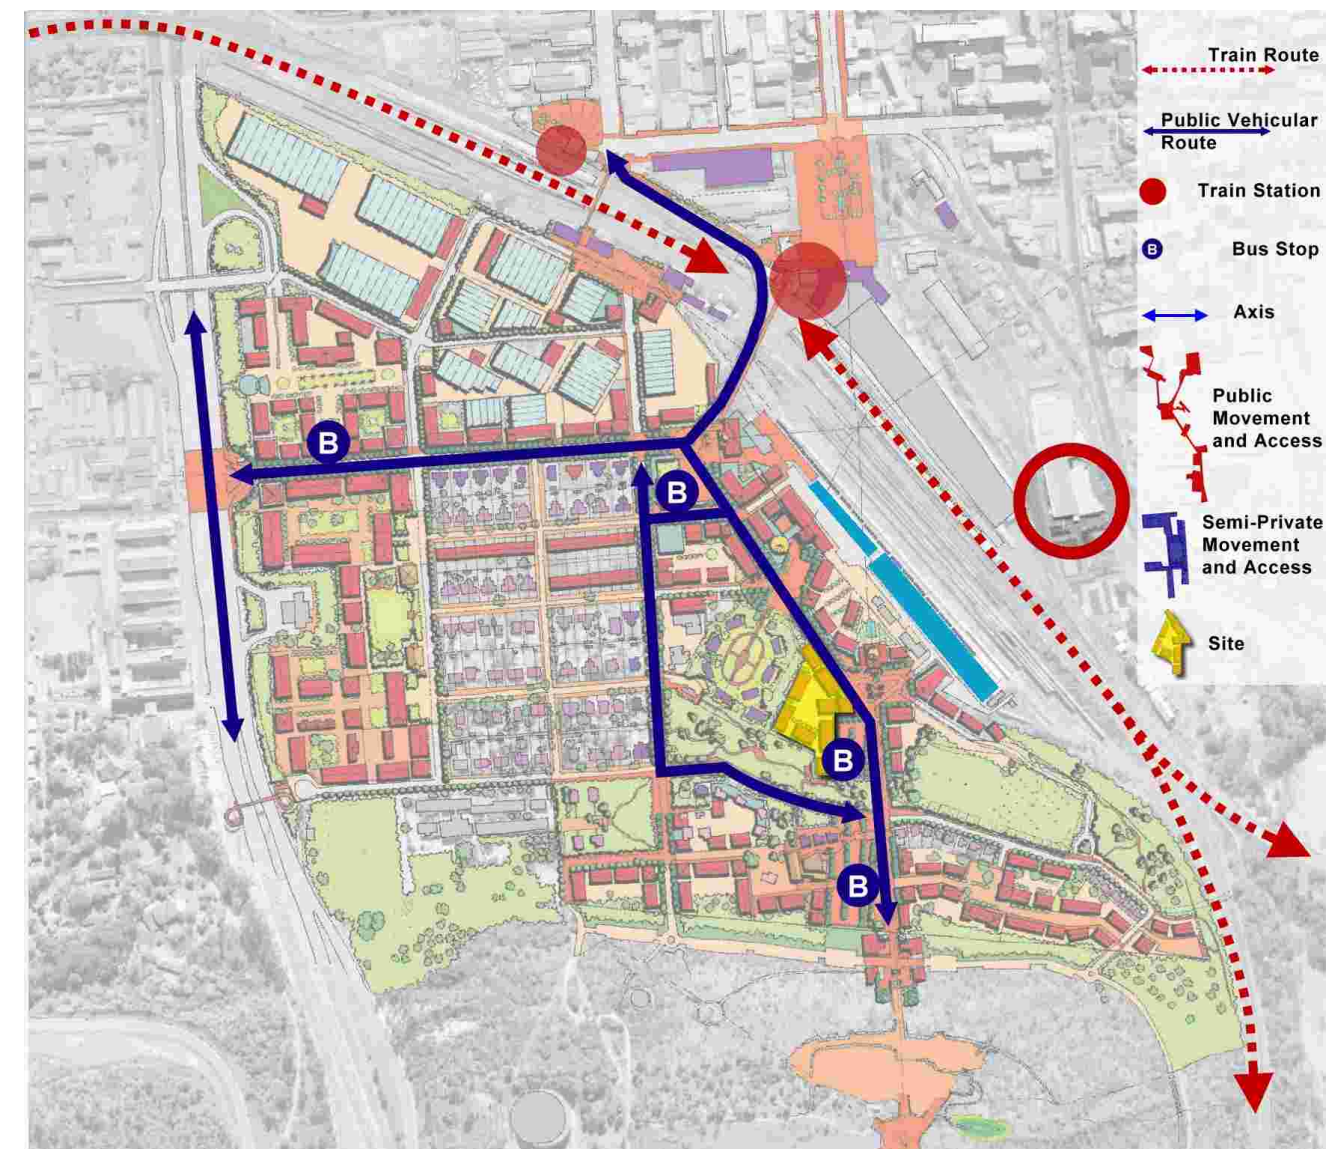 Train Route
Public Vehicular
Route
Train Station
B
Bus Stop
Axis
Public
Movement
and Access
Semi-Private
Movement
and Access
Site
B
B
B
B